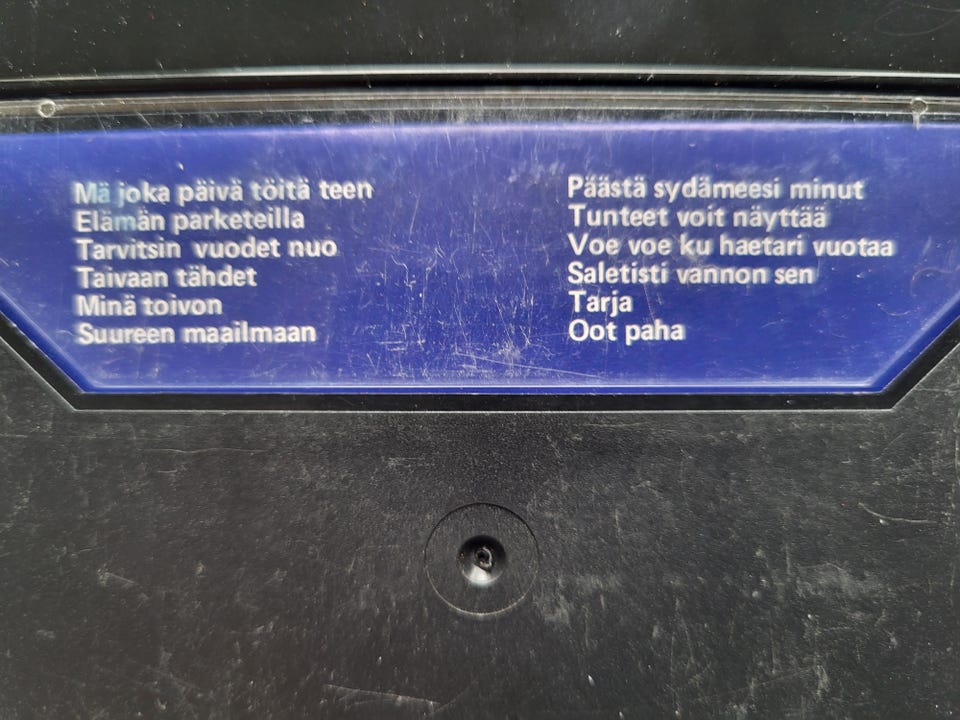 Mä joka päivä töitä teen
Elämän parketeilla
Tarvitsin vuodet nuo
Taivaan tähdet
Minä toivon
Suureen maailmaan
Päästä sydämeesi minut
Tunteet voit näyttää
Voe voe ku haetari vuotaa
Saletisti vannon sen
Tarja
Oot paha